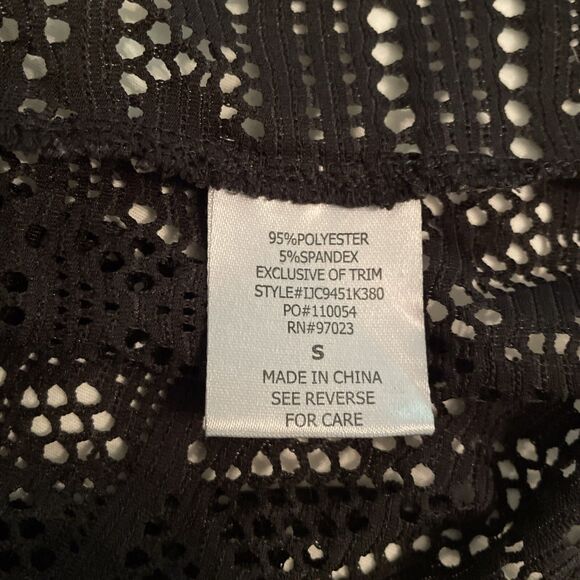 95%POLYESTER
5%SPANDEX
EXCLUSIVE OF TRIM
STYLE#IJC9451K380
PO#110054
RN#97023
S
MADE IN CHINA
SEE REVERSE
FOR CARE